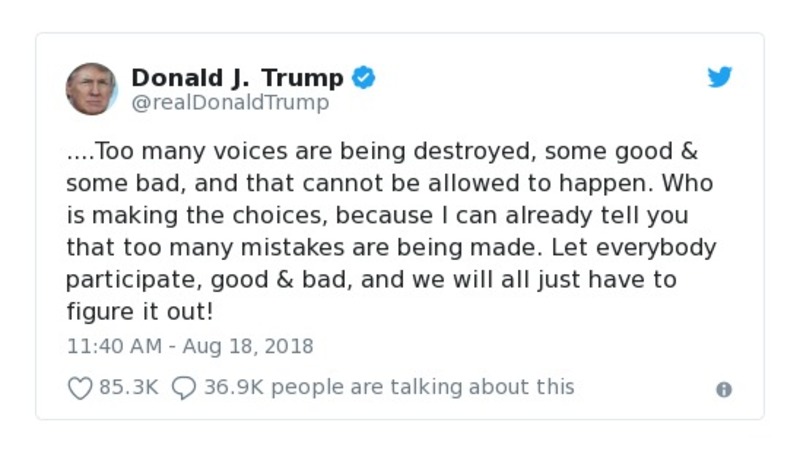 Donald J. Trump
@realDonaldTrump
....Too many voices are being destroyed, some good &
some bad, and that cannot be allowed to happen. Who
is making the choices, because I can already tell you
that too many mistakes are being made. Let everybody
participate, good & bad, and we will all just have to
figure it out!
11:40 AM - Aug 18, 2018
85.3K 36.9K people are talking about this